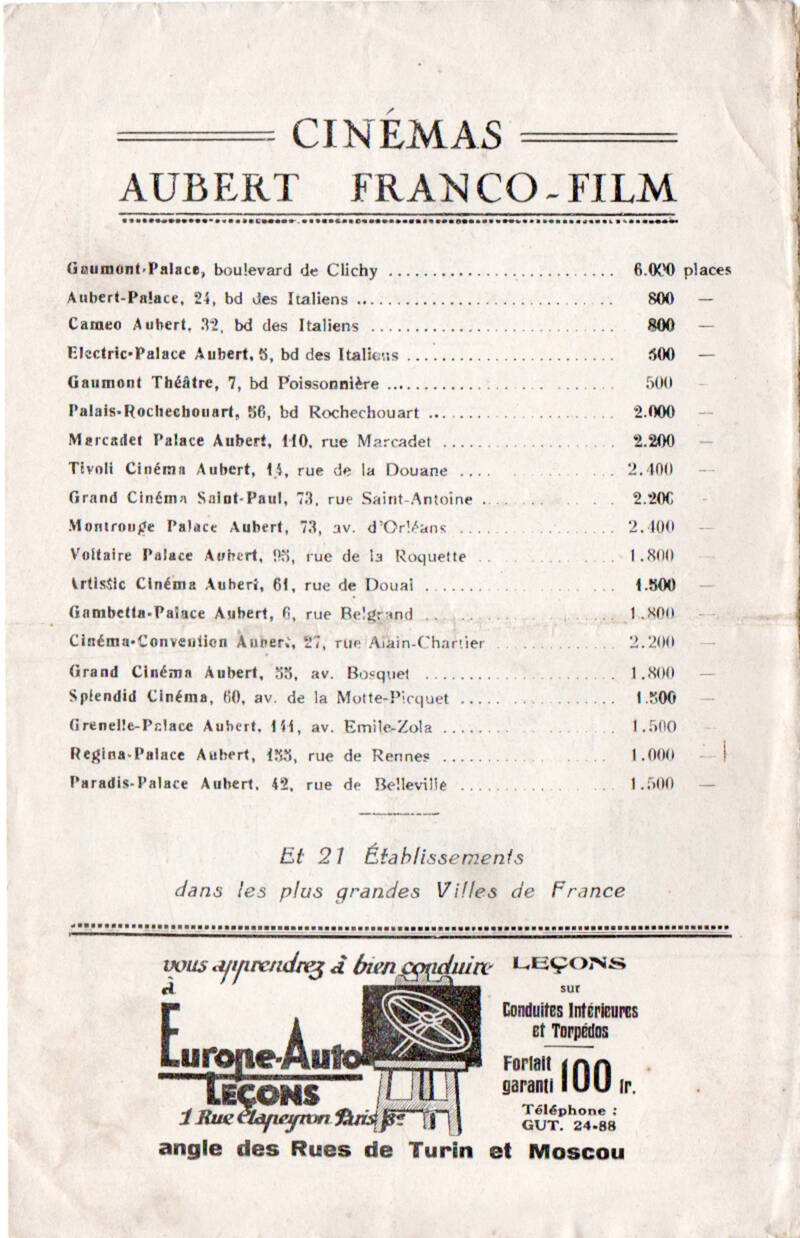 CINÉMAS
AUBERT FRANCO-FILM
Gaumont-Palace, boulevard de Clichy ........................ 6.000 places
Aubert-Palace, 24, bd des Italiens ........................ 800 —
Cameo Aubert, 32, bd des Italiens ........................ 800 —
Electric-Palace Aubert, 5, bd des Italiens ........................ 500 —
Gaumont Théâtre, 7, bd Poissonnière ........................ 500 —
Palais-Rochechouart, 56, bd Rochechouart ........................ 2.000 —
Marcadet Palace Aubert, 110, rue Marcadet ........................ 2.200 —
Tivoli Cinéma Aubert, 14, rue de la Douane ........................ 2.400 —
Grand Cinéma Saint-Paul, 73, rue Saint-Antoine ........................ 2.200 —
Montrouge Palace Aubert, 73, av. d'Orléans ........................ 2.400 —
Voltaire Palace Aubert, 95, rue de la Roquette ........................ 1.800 —
Artistic Cinéma Aubert, 61, rue de Douai ........................ 1.500 —
Gambetta-Palace Aubert, 6, rue Belgrand ........................ 1.800 —
Cinéma-Convention Aubert, 27, rue Alain-Chartier ........................ 2.200 —
Grand Cinéma Aubert, 55, av. Bosquet ........................ 1.800 —
Splendid Cinéma, 60, av. de la Motte-Picquet ........................ 1.500 —
Grenelle-Palace Aubert, 141, av. Emile-Zola ........................ 1.500 —
Regina-Palace Aubert, 155, rue de Rennes ........................ 1.000 —
Paradis-Palace Aubert, 42, rue de Belleville ........................ 1.500 —
Et 21 Établissements
dans les plus grandes Villes de France
vous apprendrez à bien conduire
à
Europe-Auto
LEÇONS
1 Rue Clapeyron Paris 8e
LEÇONS
sur
Conduites Intérieures
et Torpédos
Forfait garanti 100 fr.
Téléphone :
GUT. 24-88
angle des Rues de Turin et Moscou